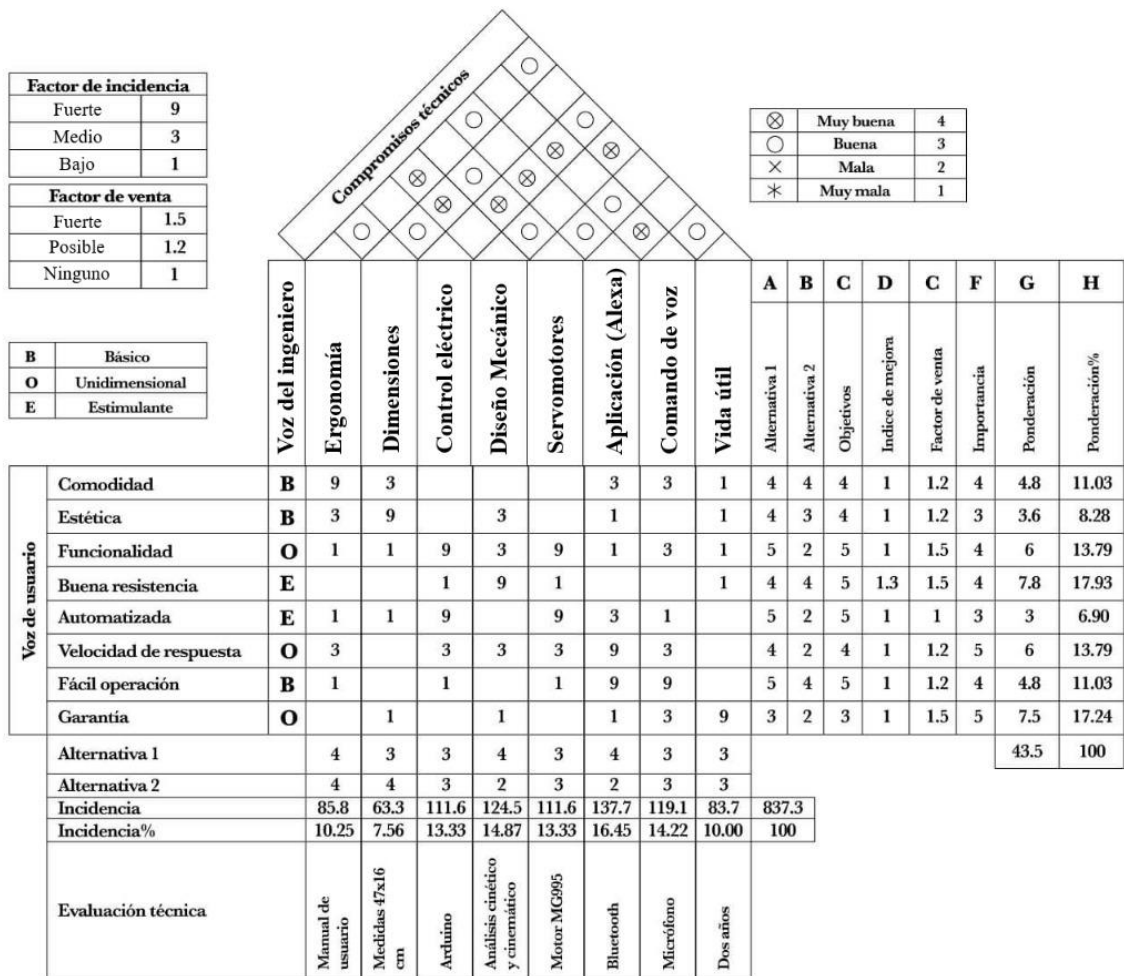 Factor de incidencia
Fuerte 9
Medio 3
Bajo 1
Factor de venta
Fuerte 1.5
Posible 1.2
Ninguno 1
B Básico
O Unidimensional
E Estimulante
Compromisos técnicos
⊗ Muy buena 4
○ Buena 3
× Mala 2
∗ Muy mala 1
Voz del ingeniero
Ergonomía
Dimensiones
Control eléctrico
Diseño Mecánico
Servomotores
Aplicación (Alexa)
Comando de voz
Vida útil
A B C D C F G H
Alternativa 1
Alternativa 2
Objetivos
Indice de mejora
Factor de venta
Importancia
Ponderación
Ponderación%
Voz de usuario
Comodidad B 9 3 3 3 1 4 4 4 1 1.2 4 4.8 11.03
Estética B 3 9 3 1 1 4 3 4 1 1.2 3 3.6 8.28
Funcionalidad O 1 1 9 3 9 1 3 1 5 2 5 1 1.5 4 6 13.79
Buena resistencia E 1 9 1 1 4 4 5 1.3 1.5 4 7.8 17.93
Automatizada E 1 1 9 9 3 1 5 2 5 1 1 3 3 6.90
Velocidad de respuesta O 3 3 3 3 9 3 4 2 4 1 1.2 5 6 13.79
Fácil operación B 1 1 1 9 9 5 4 5 1 1.2 4 4.8 11.03
Garantía O 1 1 1 3 9 3 2 3 1 1.5 5 7.5 17.24
Alternativa 1 4 3 3 4 3 4 3 3 43.5 100
Alternativa 2 4 4 3 2 3 2 3 3
Incidencia 85.8 63.3 111.6 124.5 111.6 137.7 119.1 83.7 837.3
Incidencia% 10.25 7.56 13.33 14.87 13.33 16.45 14.22 10.00 100
Evaluación técnica
Manual de
usuario
Medidas 47x16
cm
Arduino
Análisis cinético
y cinemático
Motor MG995
Bluetooth
Micrófono
Dos años